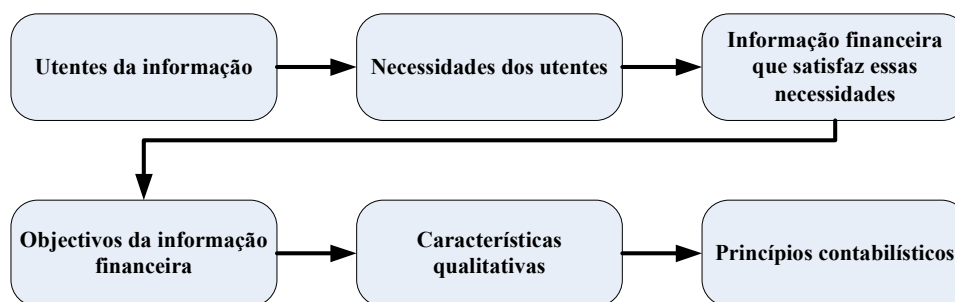 Utentes da informação
Necessidades dos utentes
Informação financeira
que satisfaz essas
necessidades
Objectivos da informação
financeira
Características
qualitativas
Princípios contabilísticos